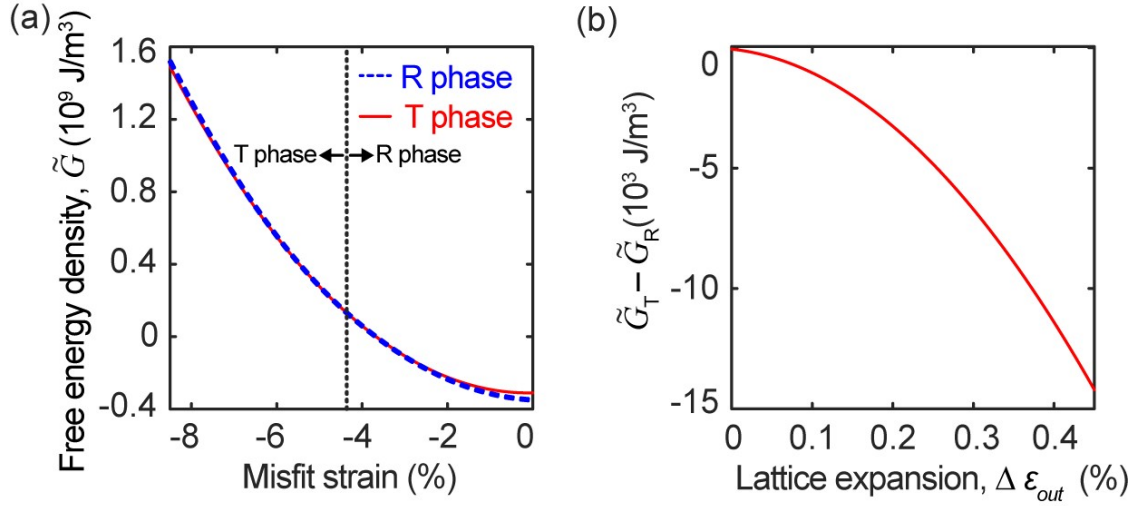 (a)
Free energy density, G̃ (10⁹ J/m³)
1.6
1.2
0.8
0.4
0
-0.4
R phase
T phase
T phase
R phase
-8
-6
-4
-2
0
Misfit strain (%)
(b)
G̃T – G̃R(10³ J/m³)
0
-5
-10
-15
0
0.1
0.2
0.3
0.4
Lattice expansion, Δ εout (%)